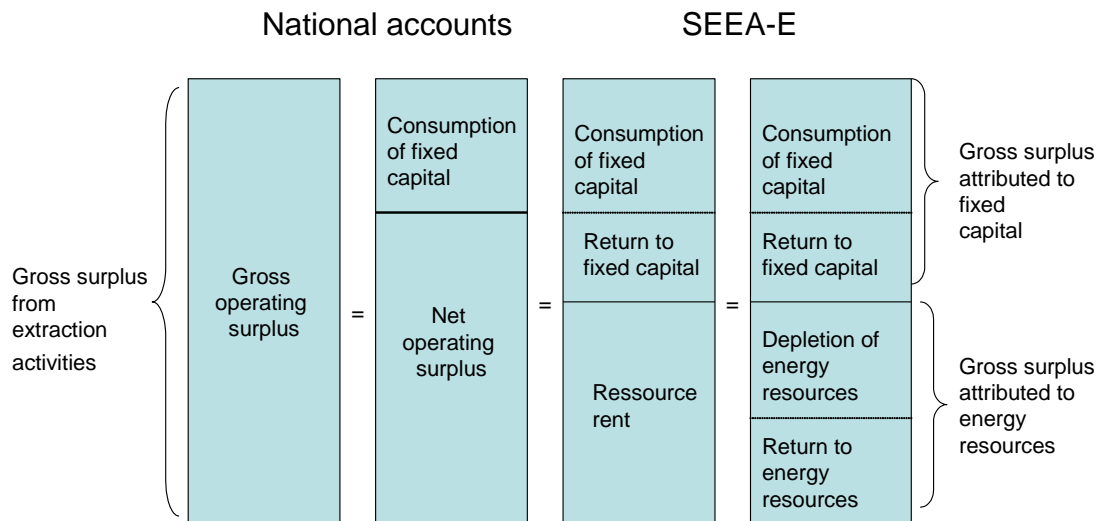 National accounts
SEEA-E
Gross surplus
from
extraction
activities
Gross
operating
surplus
=
Consumption
of fixed
capital
Net
operating
surplus
=
Consumption
of fixed
capital
Return to
fixed capital
Ressource
rent
=
Consumption
of fixed
capital
Return to
fixed capital
Depletion of
energy
resources
Return to
energy
resources
Gross surplus
attributed to
fixed
capital
Gross surplus
attributed to
energy
resources